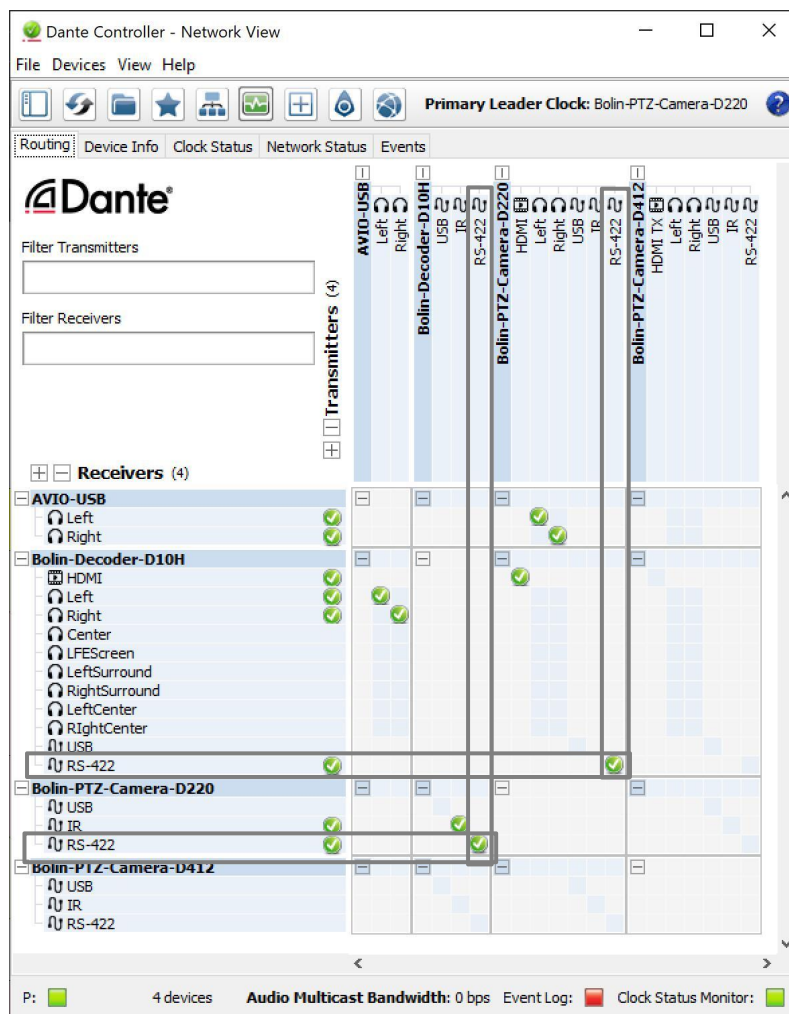 Dante Controller - Network View
File Devices View Help
Primary Leader Clock: Bolin-PTZ-Camera-D220
Routing Device Info Clock Status Network Status Events
Dante®
Filter Transmitters
Filter Receivers
Transmitters (4)
AVIO-USB
Left
Right
Bolin-Decoder-D10H
USB
IR
RS-422
Bolin-PTZ-Camera-D220
HDMI
Left
Right
USB
IR
RS-422
Bolin-PTZ-Camera-D412
HDMI TX
Left
Right
USB
IR
RS-422
Receivers (4)
AVIO-USB
Left
Right
Bolin-Decoder-D10H
HDMI
Left
Right
Center
LFEScreen
LeftSurround
RightSurround
LeftCenter
RIghtCenter
USB
RS-422
Bolin-PTZ-Camera-D220
USB
IR
RS-422
Bolin-PTZ-Camera-D412
USB
IR
RS-422
P: 4 devices Audio Multicast Bandwidth: 0 bps Event Log: Clock Status Monitor: